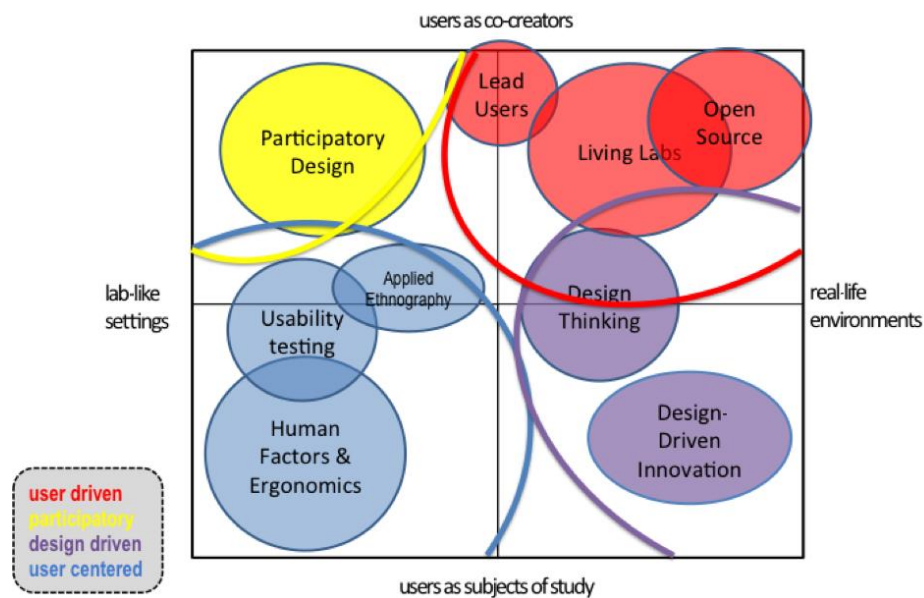 users as co-creators
Lead
Users
Open
Source
Participatory
Design
Living Labs
lab-like
settings
Applied
Ethnography
Usability
testing
Design
Thinking
real-life
environments
Human
Factors &
Ergonomics
Design-
Driven
Innovation
user driven
participatory
design driven
user centered
users as subjects of study